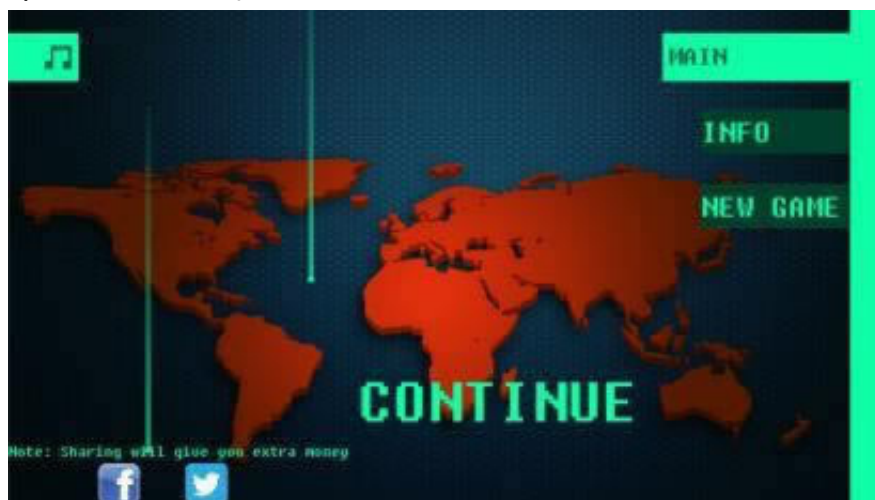 MAIN
INFO
NEW GAME
CONTINUE
Note: Sharing will give you extra money
f